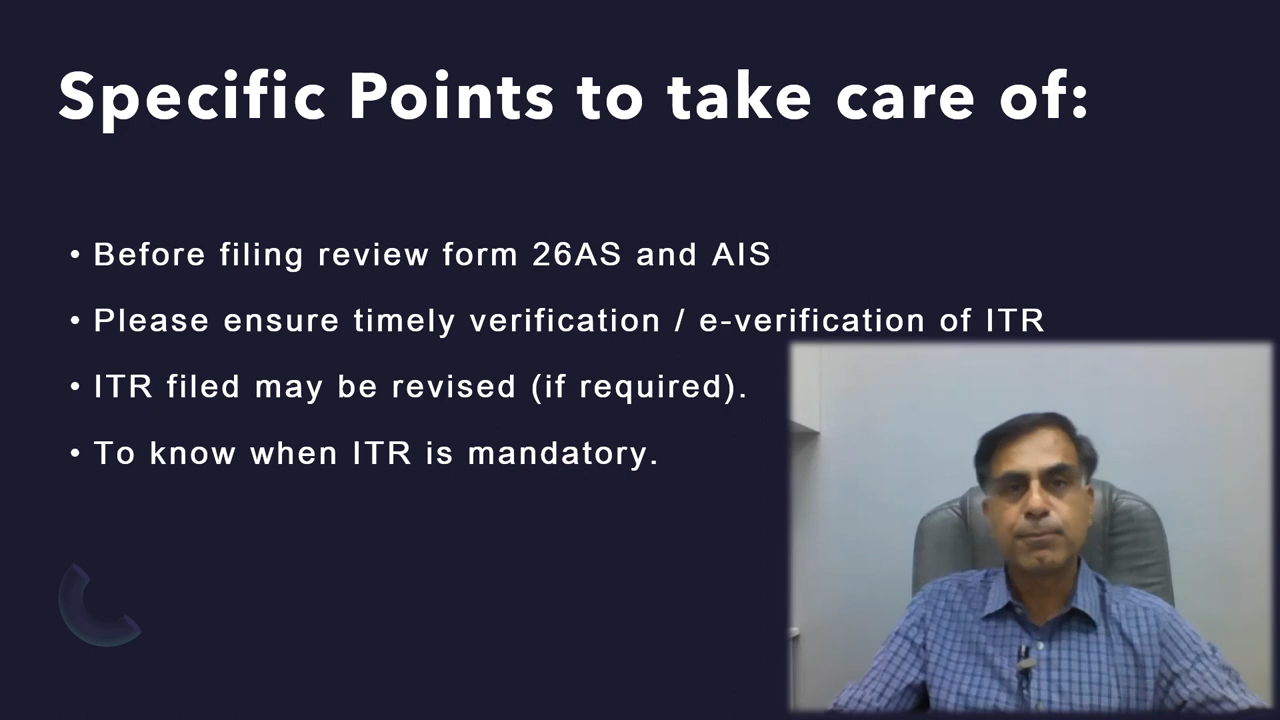 Specific Points to take care of:
• Before filing review form 26AS and AIS
• Please ensure timely verification / e-verification of ITR
• ITR filed may be revised (if required).
• To know when ITR is mandatory.